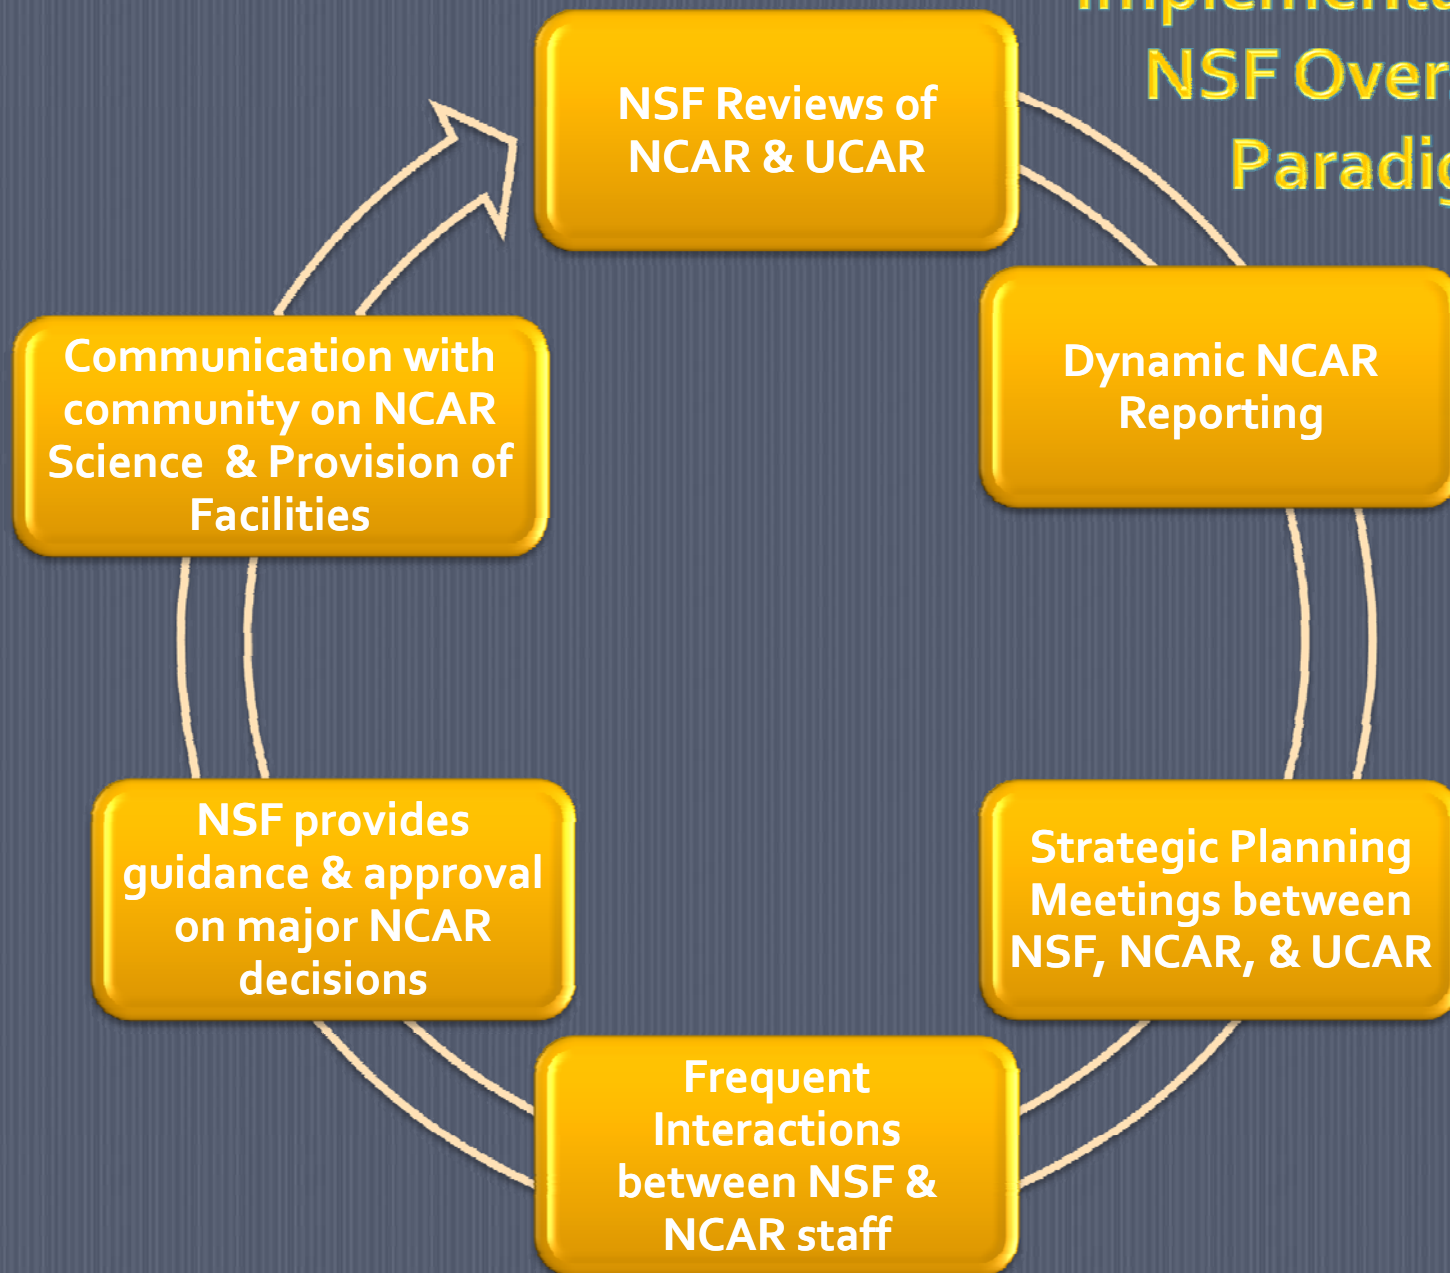 NSF Over
NSF Reviews of
NCAR & UCAR
Dynamic NCAR
Reporting
Strategic Planning
Meetings between
NSF, NCAR, & UCAR
Frequent
Interactions
between NSF &
NCAR staff
NSF provides
guidance & approval
on major NCAR
decisions
Communication with
community on NCAR
Science & Provision of
Facilities